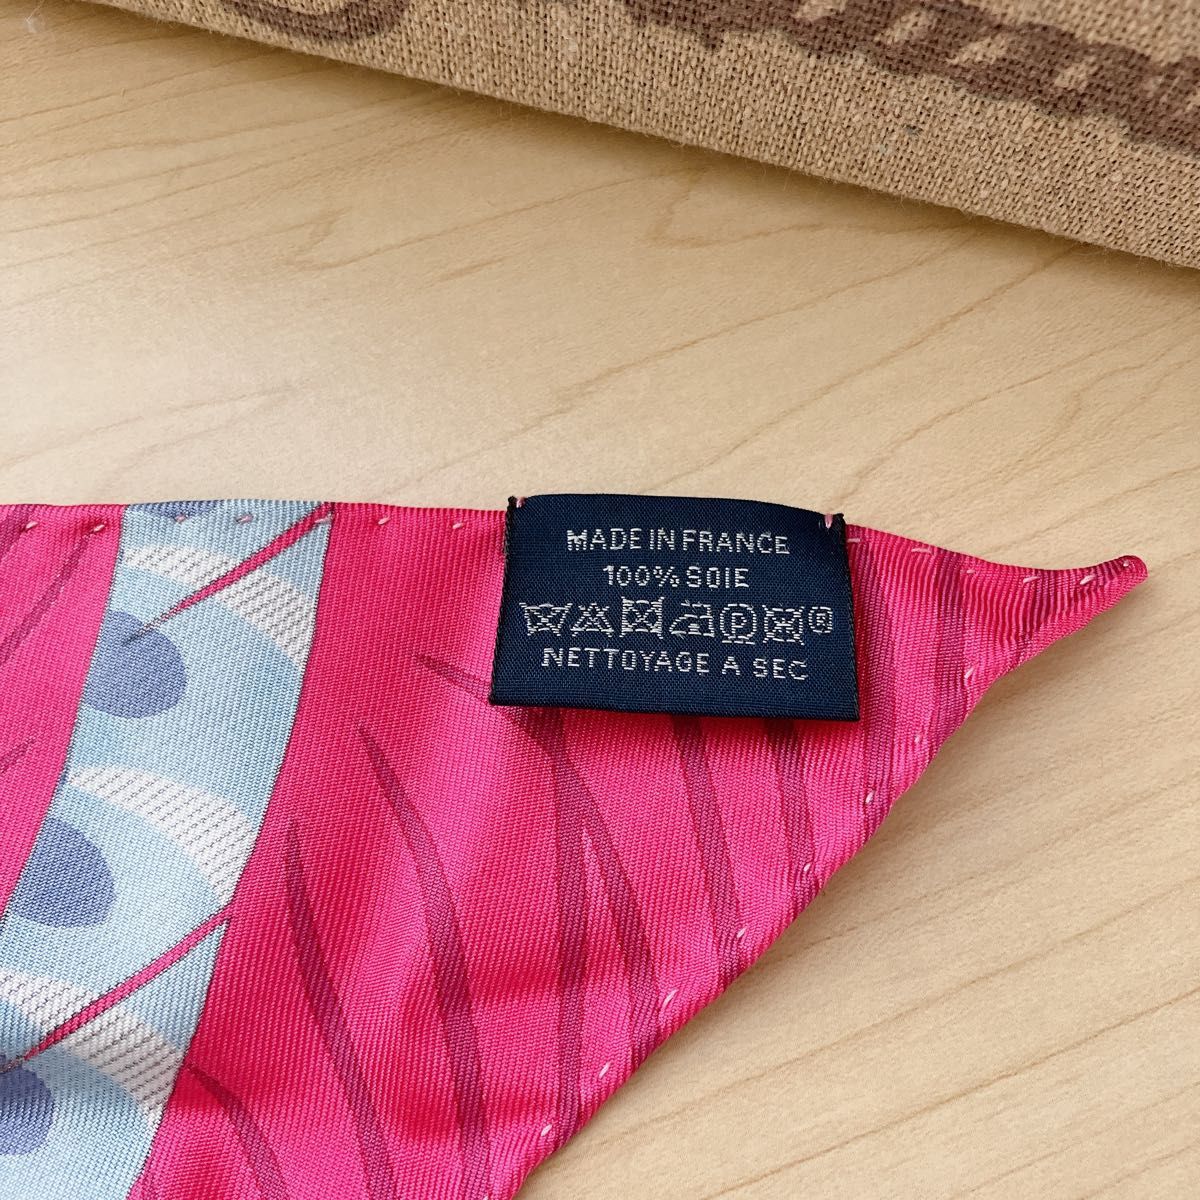 MADE IN FRANCE
100% SOIE
P ®
NETTOYAGE A SEC